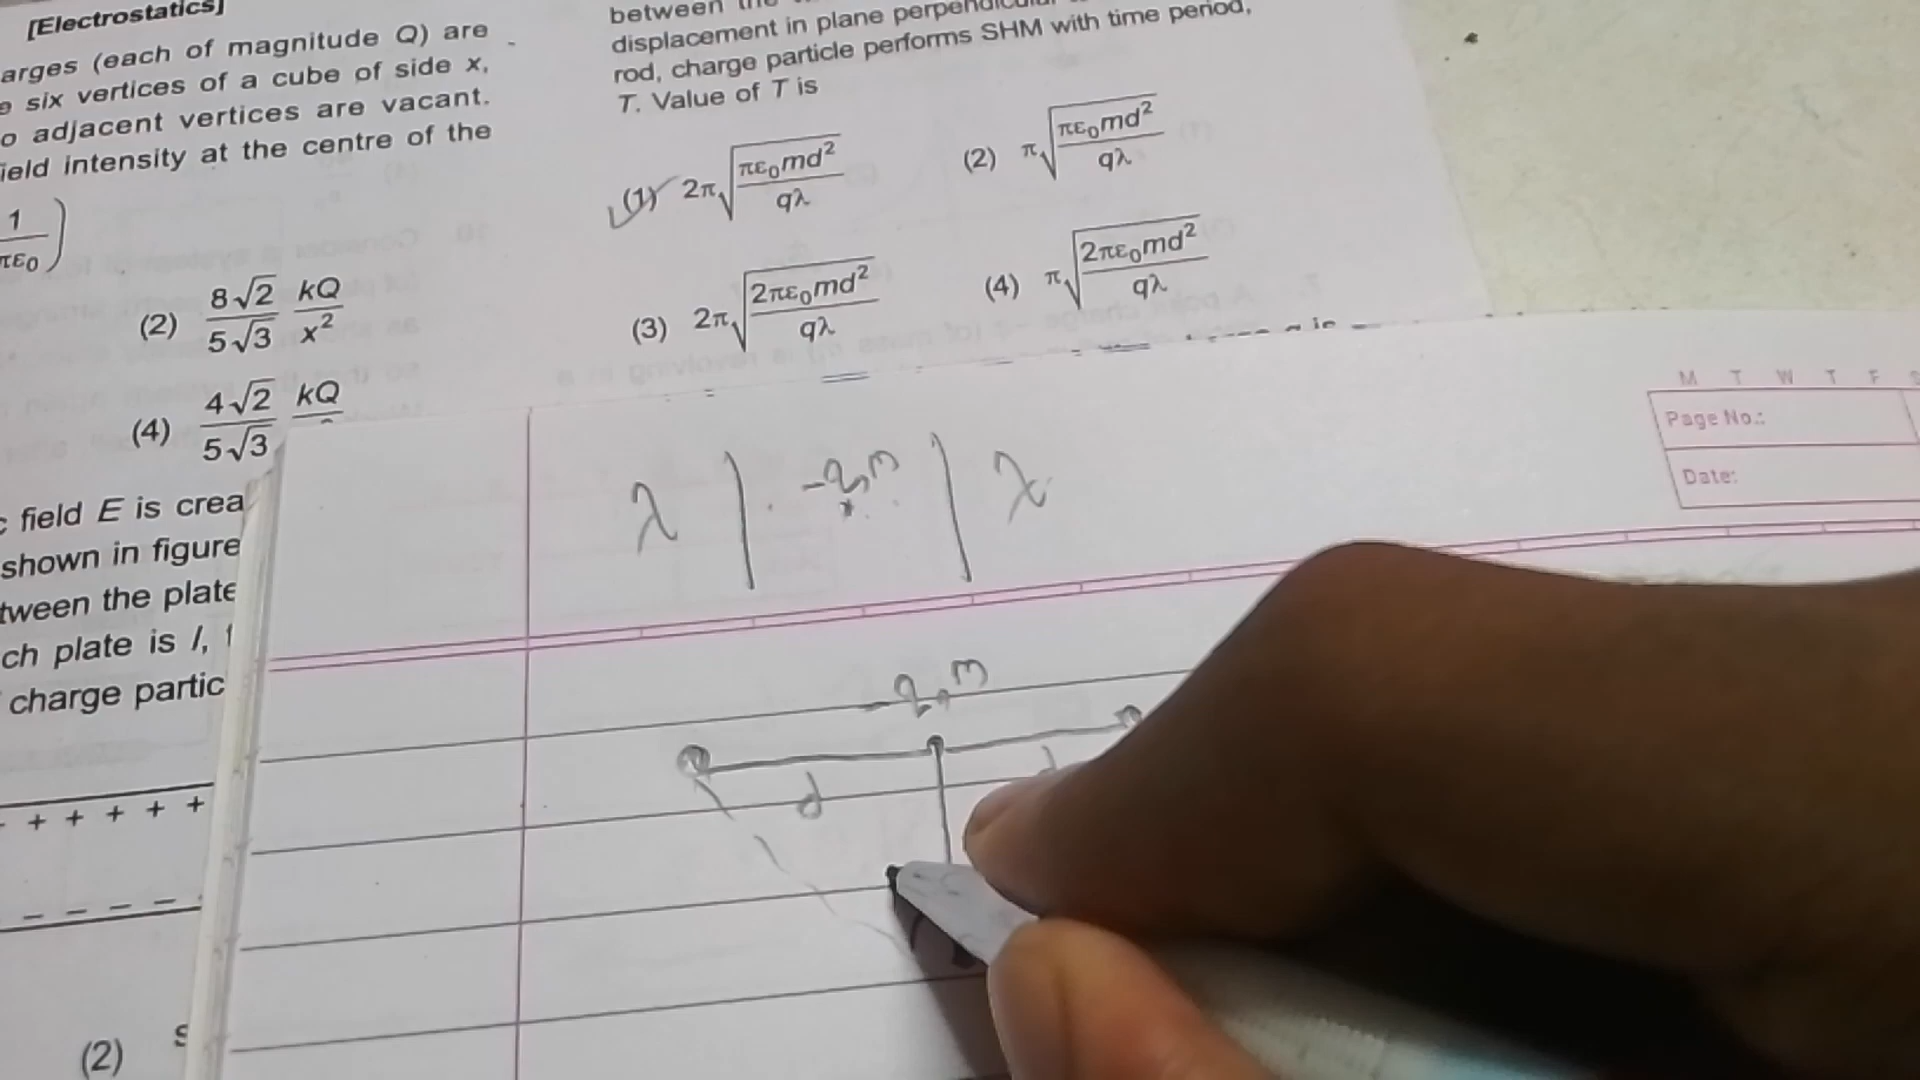 [Electrostatics]
arges (each of magnitude Q) are
six vertices of a cube of side x,
o adjacent vertices are vacant.
ield intensity at the centre of the
1
πε₀)
(2) 8√2/5√3 kQ/x²
(4) 4√2/5√3 kQ
field E is crea
shown in figure
tween the plate
ch plate is l,
charge partic
+ + + + +
– – – –
(2)
between
displacement in plane
rod, charge particle performs SHM with time period,
T. Value of T is
(1) 2π√(πε₀md²/qλ)
(2) π√(πε₀md²/qλ)
(3) 2π√(2πε₀md²/qλ)
(4) π√(2πε₀md²/qλ)
M T W T F S
Page No.:
Date:
λ | -q,m | λ
-q,m
d d